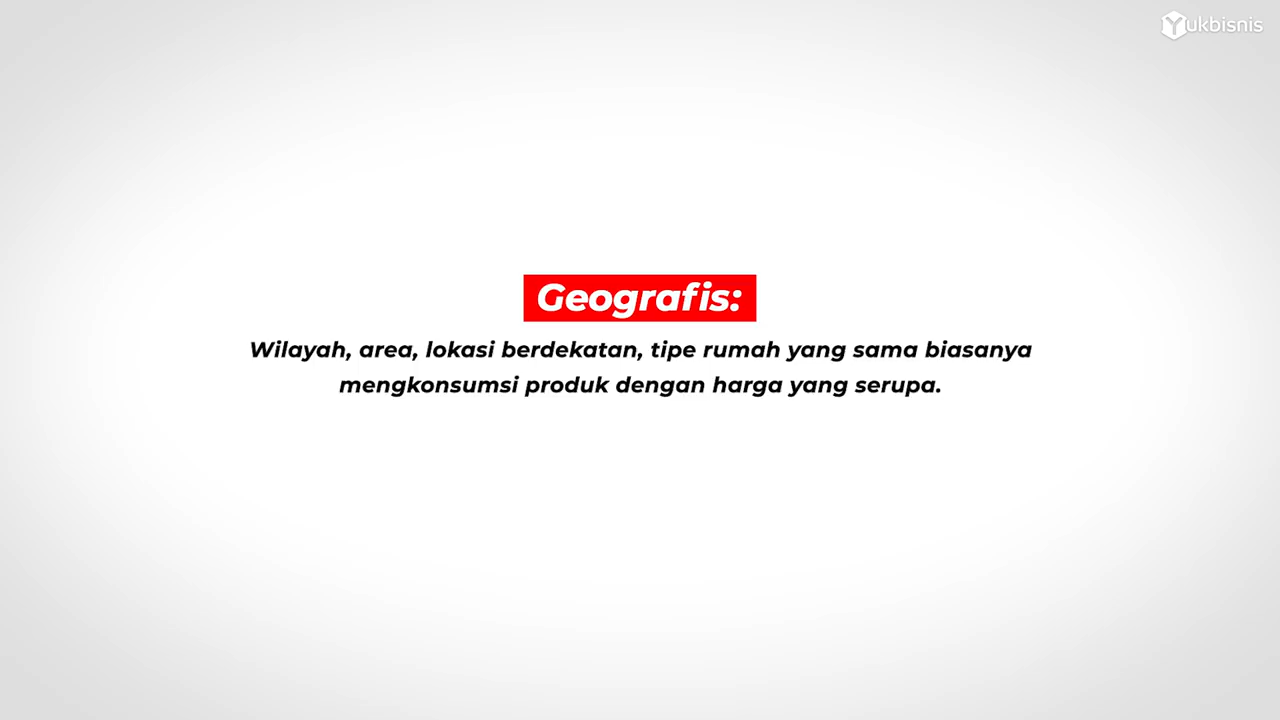 Yukbisnis
Geografis:
Wilayah, area, lokasi berdekatan, tipe rumah yang sama biasanya
mengkonsumsi produk dengan harga yang serupa.